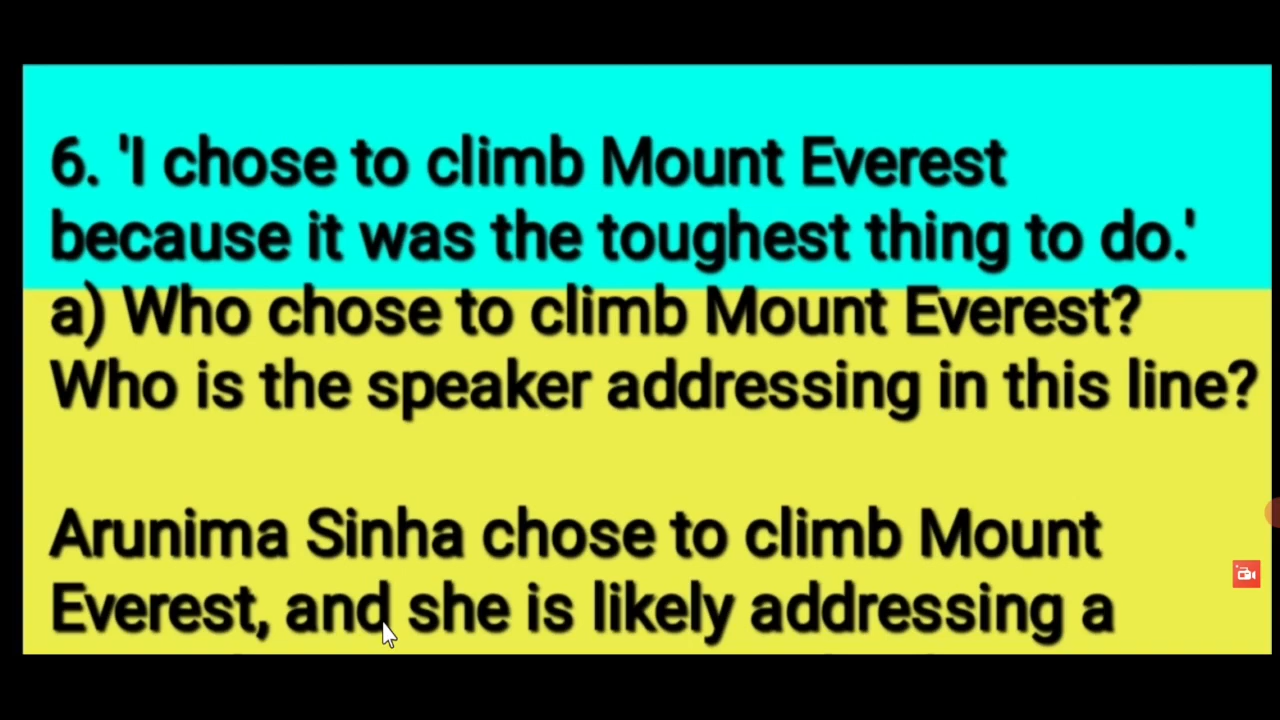 6. 'I chose to climb Mount Everest
because it was the toughest thing to do.'
a) Who chose to climb Mount Everest?
Who is the speaker addressing in this line?
Arunima Sinha chose to climb Mount
Everest, and she is likely addressing a